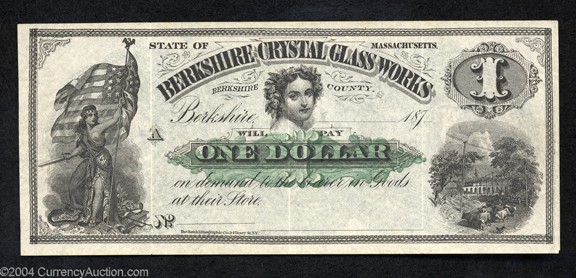 STATE OF MASSACHUSETTS.
BERKSHIRE CRYSTAL GLASS WORKS
BERKSHIRE COUNTY.
1
Berkshire, 187
A
WILL PAY
ONE DOLLAR
on demand to the bearer in Goods
at their Store.
No
©2004 CurrencyAuction.com